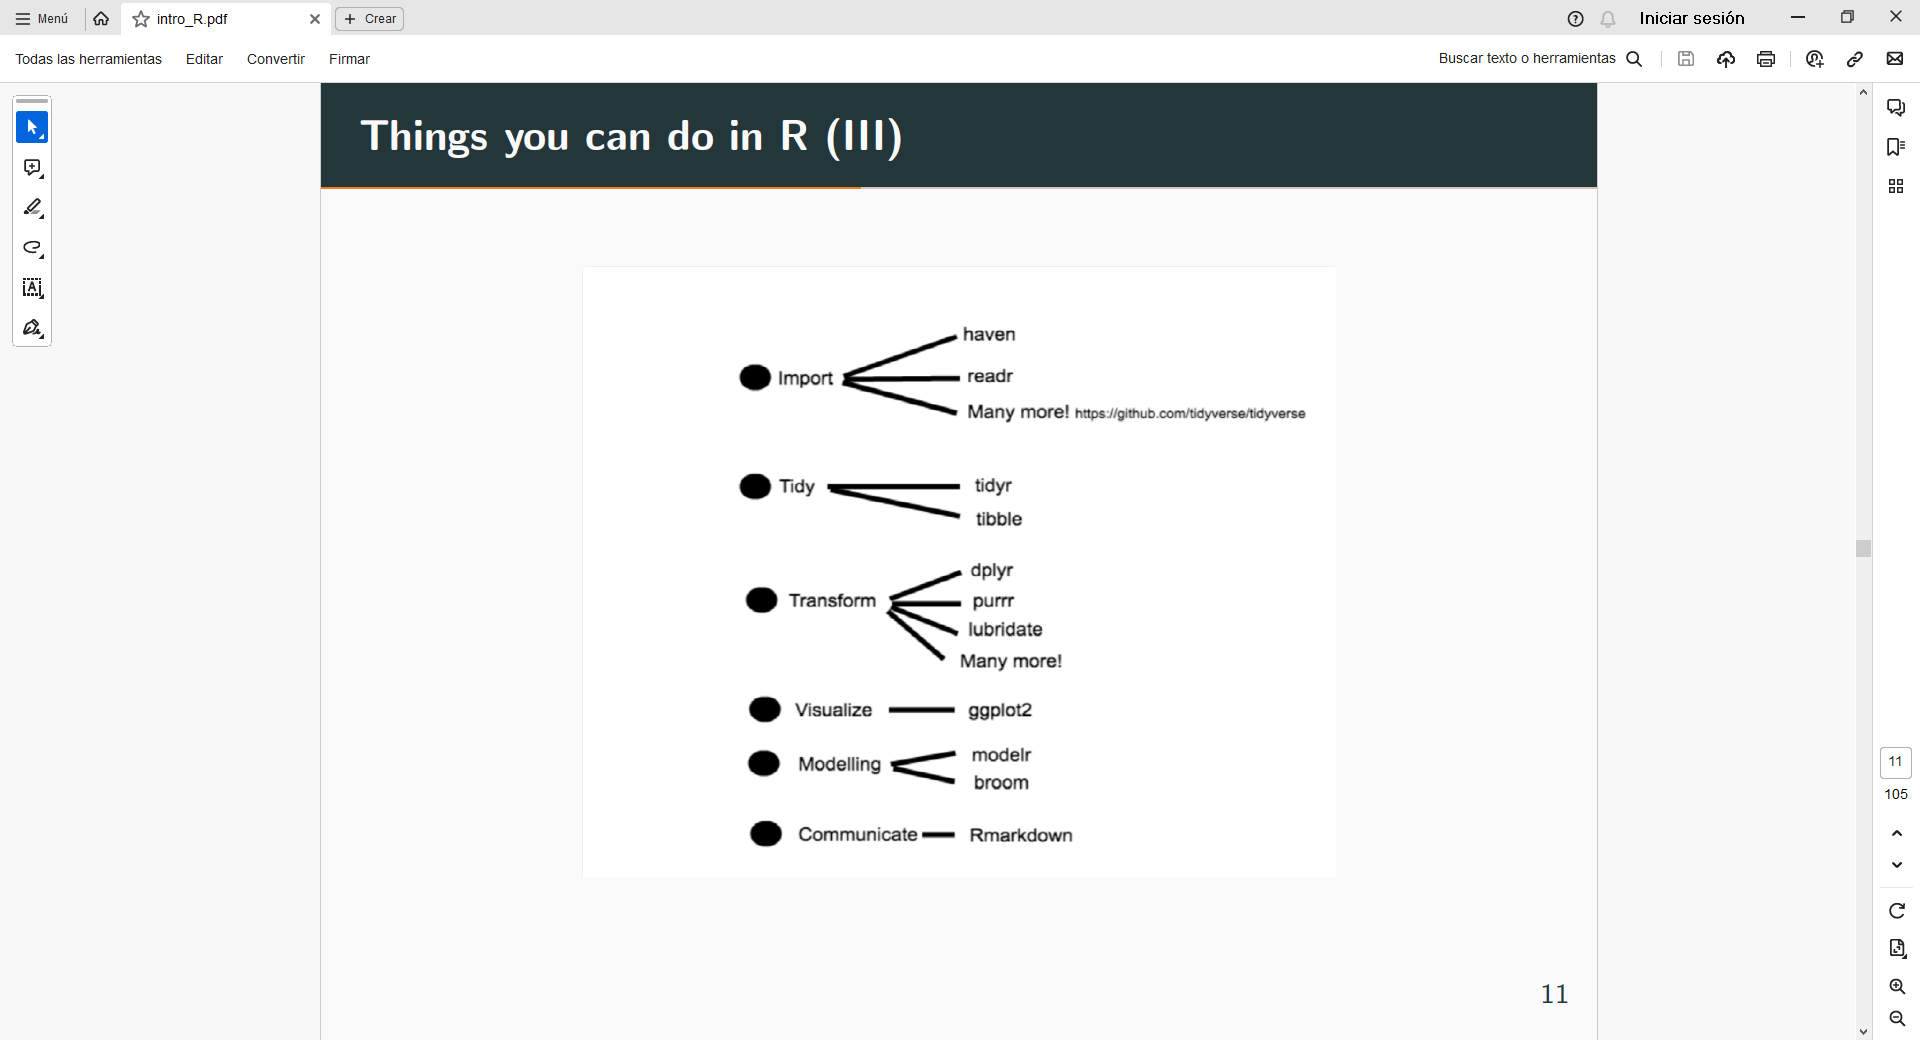 Menú
intro_R.pdf
Crear
Iniciar sesión
Todas las herramientas
Editar
Convertir
Firmar
Buscar texto o herramientas
Things you can do in R (III)
Import
haven
readr
Many more! https://github.com/tidyverse/tidyverse
Tidy
tidyr
tibble
Transform
dplyr
purrr
lubridate
Many more!
Visualize
ggplot2
Modelling
modelr
broom
Communicate
Rmarkdown
11
11
105